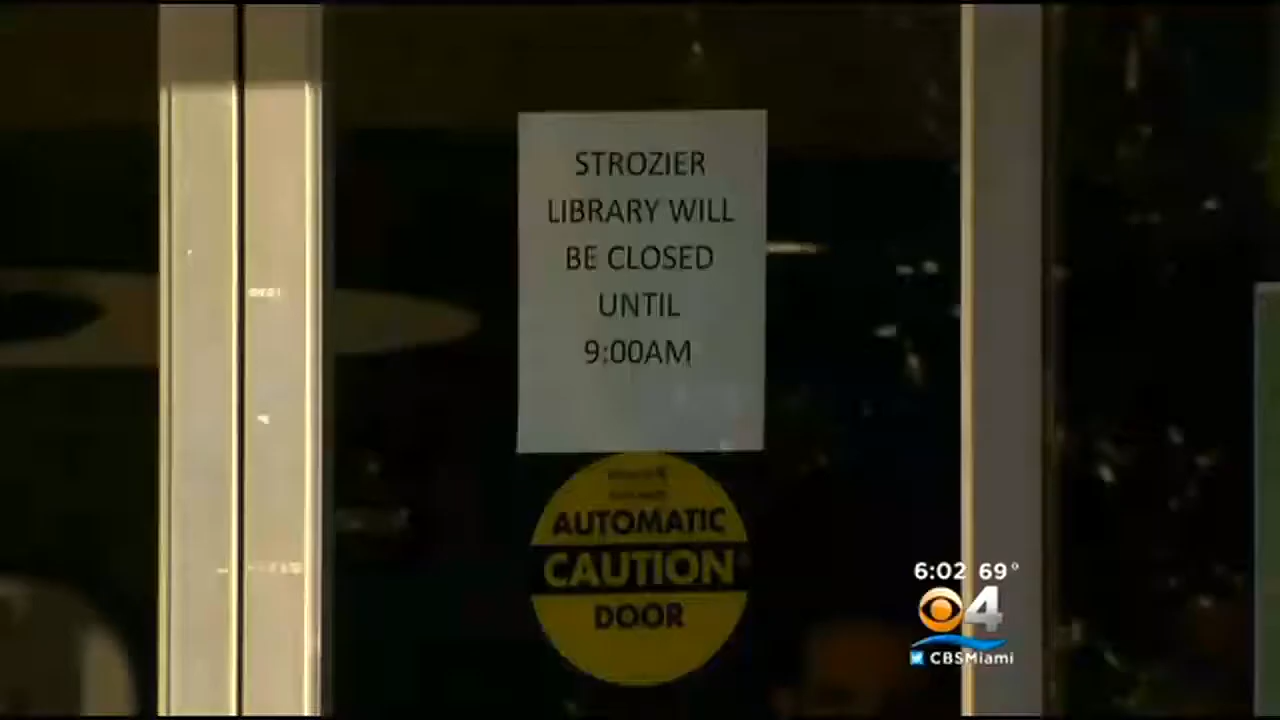 STROZIER
LIBRARY WILL
BE CLOSED
UNTIL
9:00AM
AUTOMATIC
CAUTION
DOOR
6:02 69°
4
CBSMiami